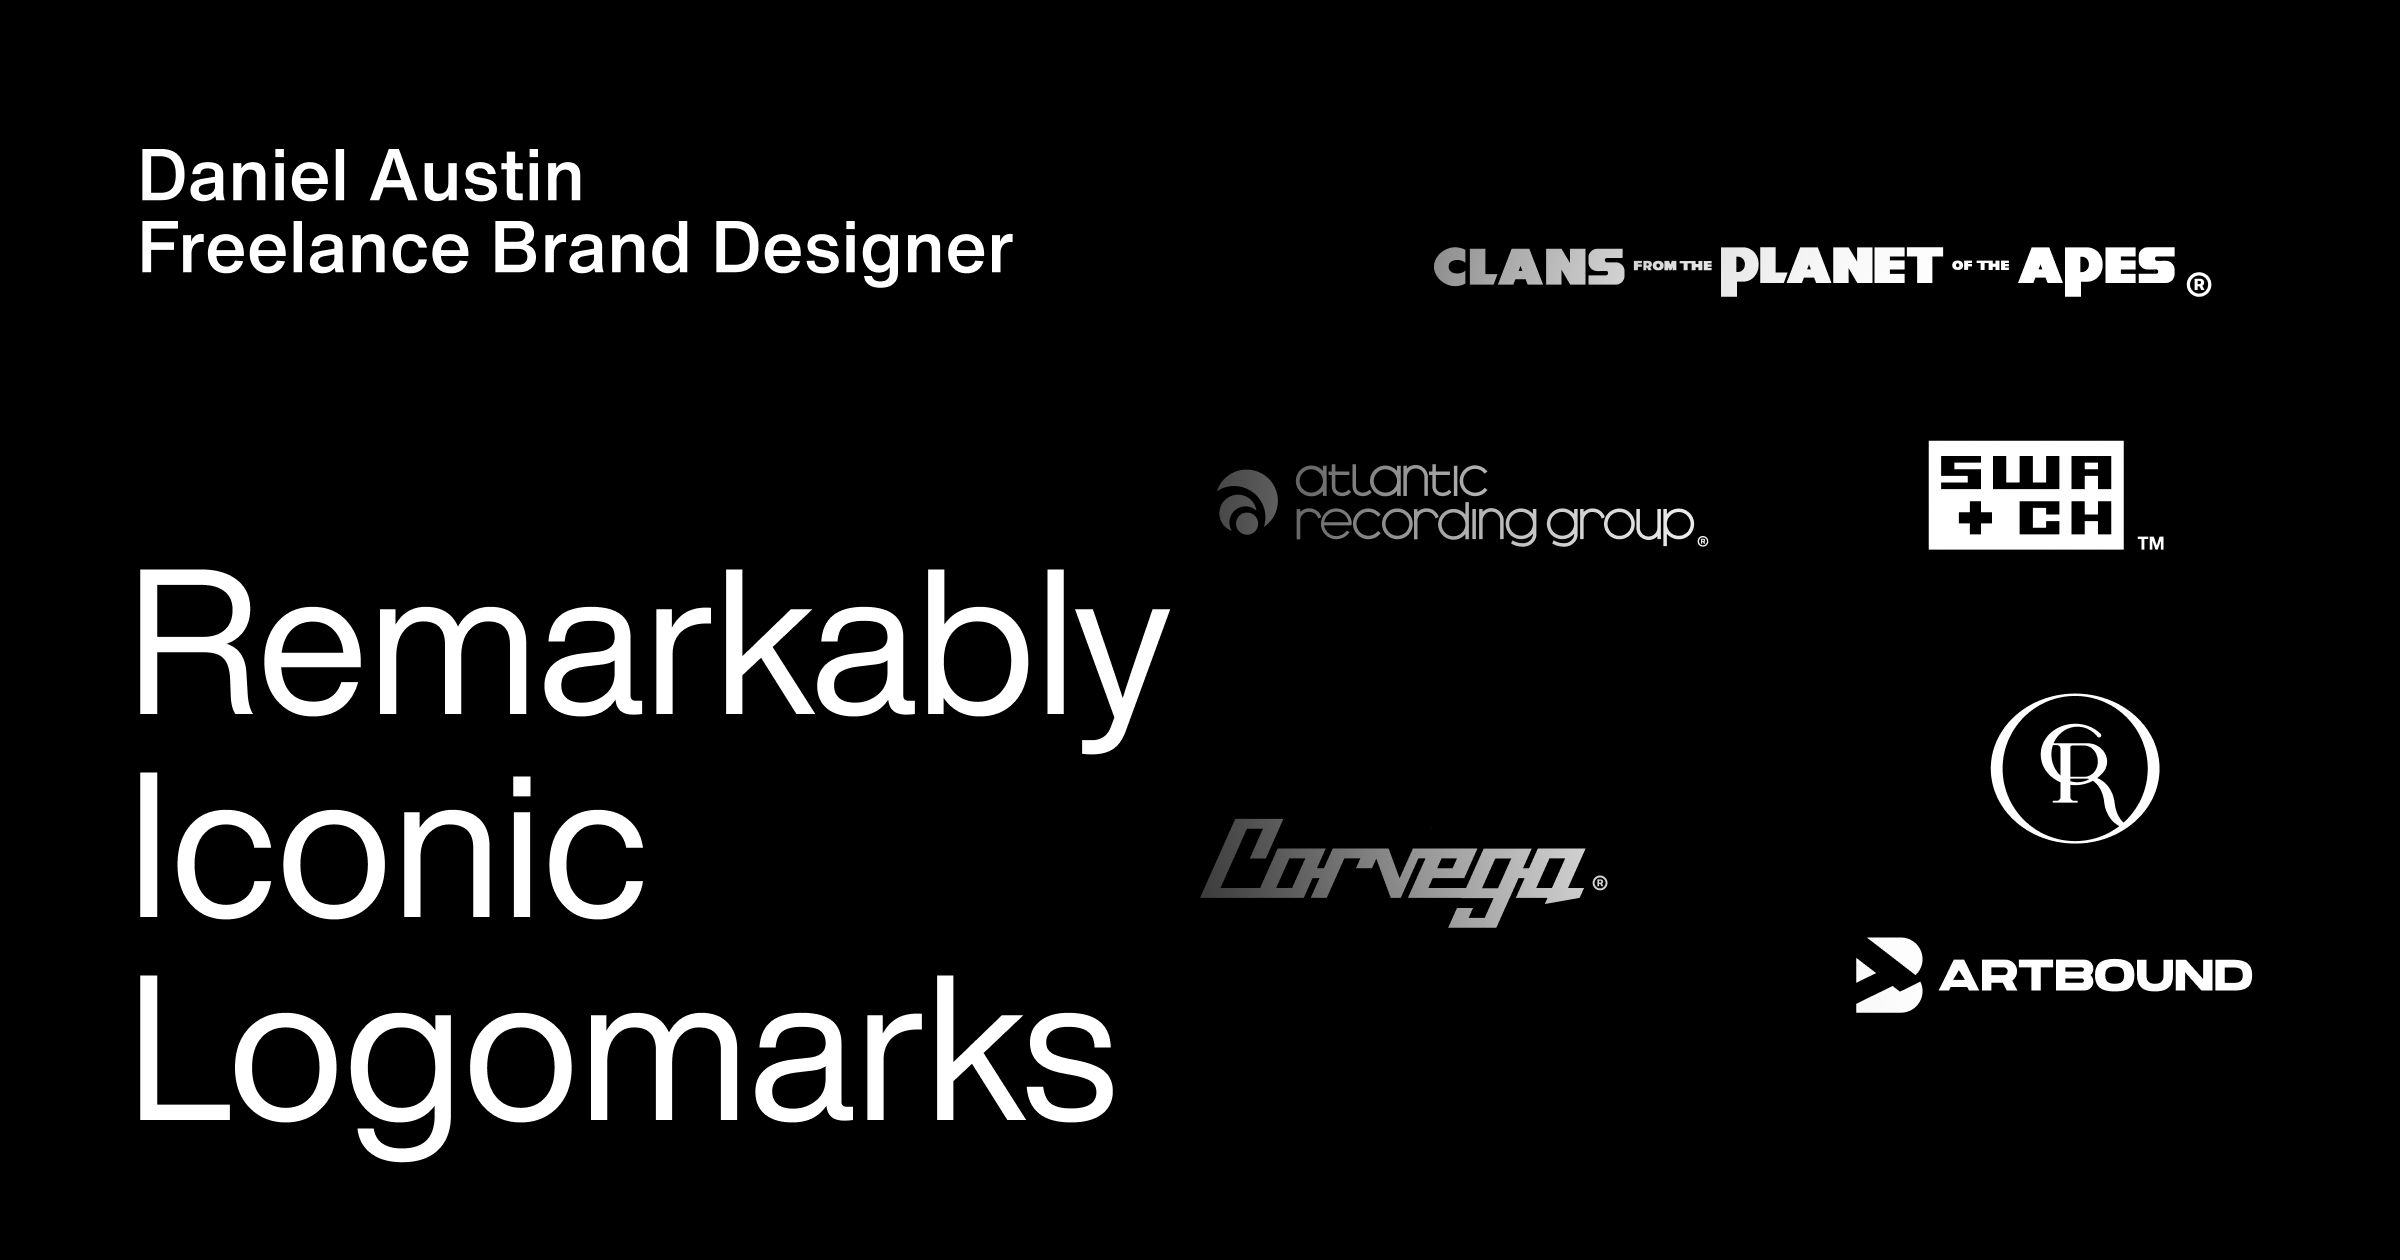 Daniel Austin
Freelance Brand Designer
CLANS FROM THE PLANET OF THE APES ®
atlantic
recording group ®
SWA
+CH ™
Remarkably
Iconic
Logomarks
CR
Corvega ®
ARTBOUND